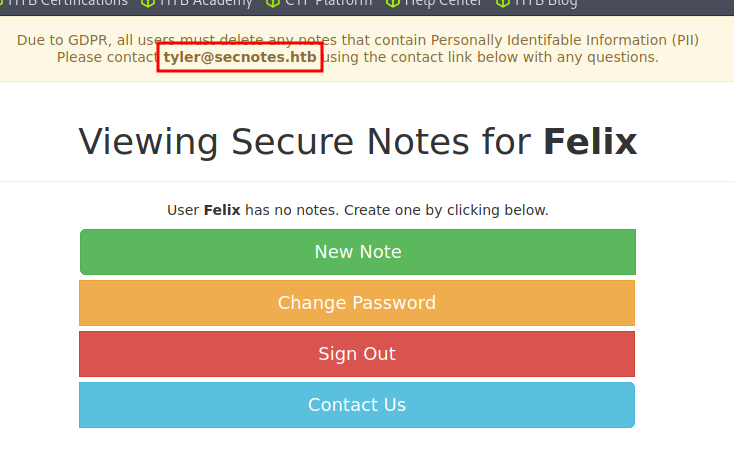 HTB Certifications HTB Academy CTF Platform Help Center HTB Blog
Due to GDPR, all users must delete any notes that contain Personally Identifable Information (PII)
Please contact tyler@secnotes.htb using the contact link below with any questions.
Viewing Secure Notes for Felix
User Felix has no notes. Create one by clicking below.
New Note
Change Password
Sign Out
Contact Us